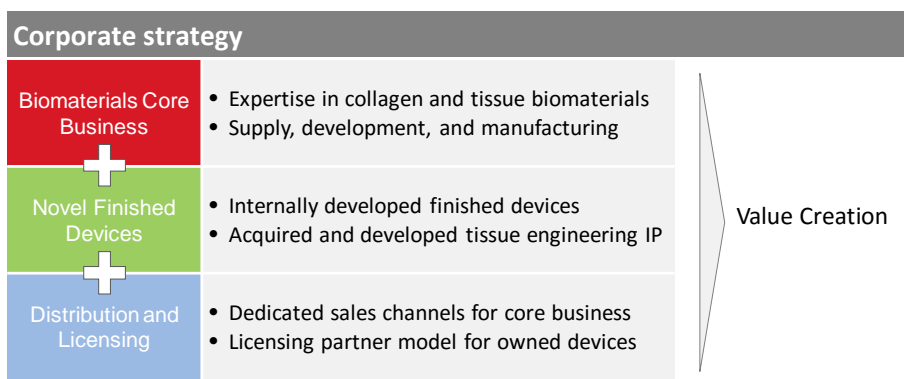 Corporate strategy
Biomaterials Core
Business
• Expertise in collagen and tissue biomaterials
• Supply, development, and manufacturing
Novel Finished
Devices
• Internally developed finished devices
• Acquired and developed tissue engineering IP
Distribution and
Licensing
• Dedicated sales channels for core business
• Licensing partner model for owned devices
Value Creation